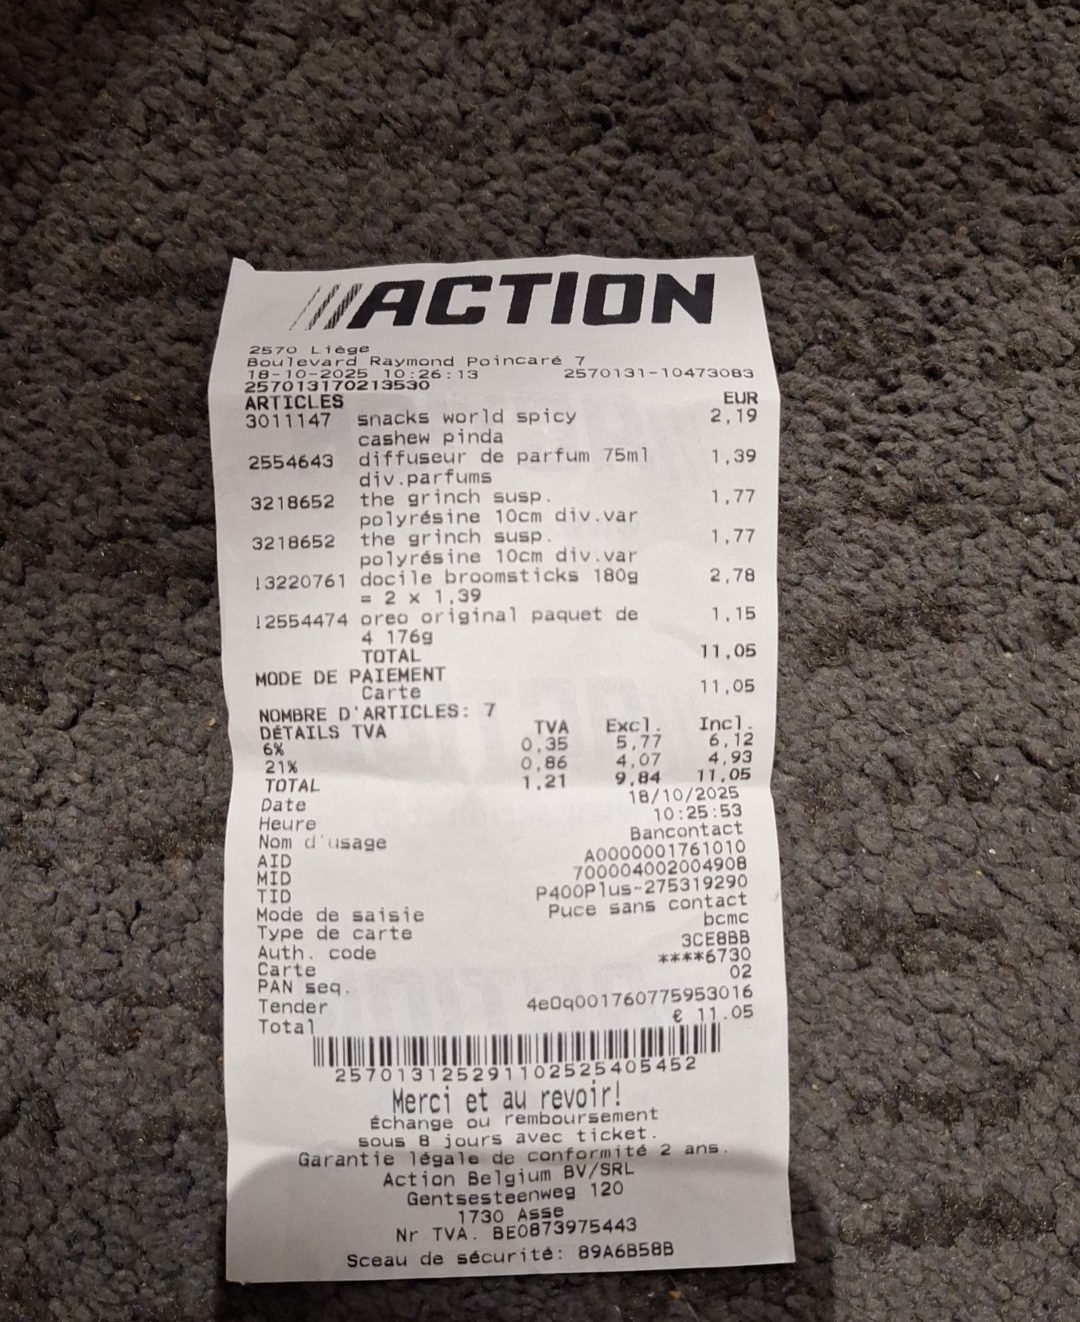 ACTION
2570 Liège
Boulevard Raymond Poincaré 7
18-10-2025 10:26:13 2570131-10473083
257013170213530
ARTICLES EUR
3011147 snacks world spicy 2,19
cashew pinda
2554643 diffuseur de parfum 75ml 1,39
div.parfums
3218652 the grinch susp. 1,77
polyrésine 10cm div.var
3218652 the grinch susp. 1,77
polyrésine 10cm div.var
!3220761 docile broomsticks 180g 2,78
= 2 x 1,39
!2554474 oreo original paquet de 1,15
4 176g
TOTAL 11,05
MODE DE PAIEMENT
Carte 11,05
NOMBRE D'ARTICLES: 7
DÉTAILS TVA TVA Excl. Incl.
6% 0,35 5,77 6,12
21% 0,86 4,07 4,93
TOTAL 1,21 9,84 11,05
Date 18/10/2025
Heure 10:25:53
Nom d'usage Bancontact
AID A0000001761010
MID 700004002004908
TID P400Plus-275319290
Mode de saisie Puce sans contact
Type de carte bcmc
Auth. code 3CE8BB
Carte ****6730
PAN seq. 02
Tender 4e0q001760775953016
Total € 11.05
257013125291102525405452
Merci et au revoir!
Échange ou remboursement
sous 8 jours avec ticket.
Garantie légale de conformité 2 ans.
Action Belgium BV/SRL
Gentsesteenweg 120
1730 Asse
Nr TVA. BE0873975443
Sceau de sécurité: 89A6B58B